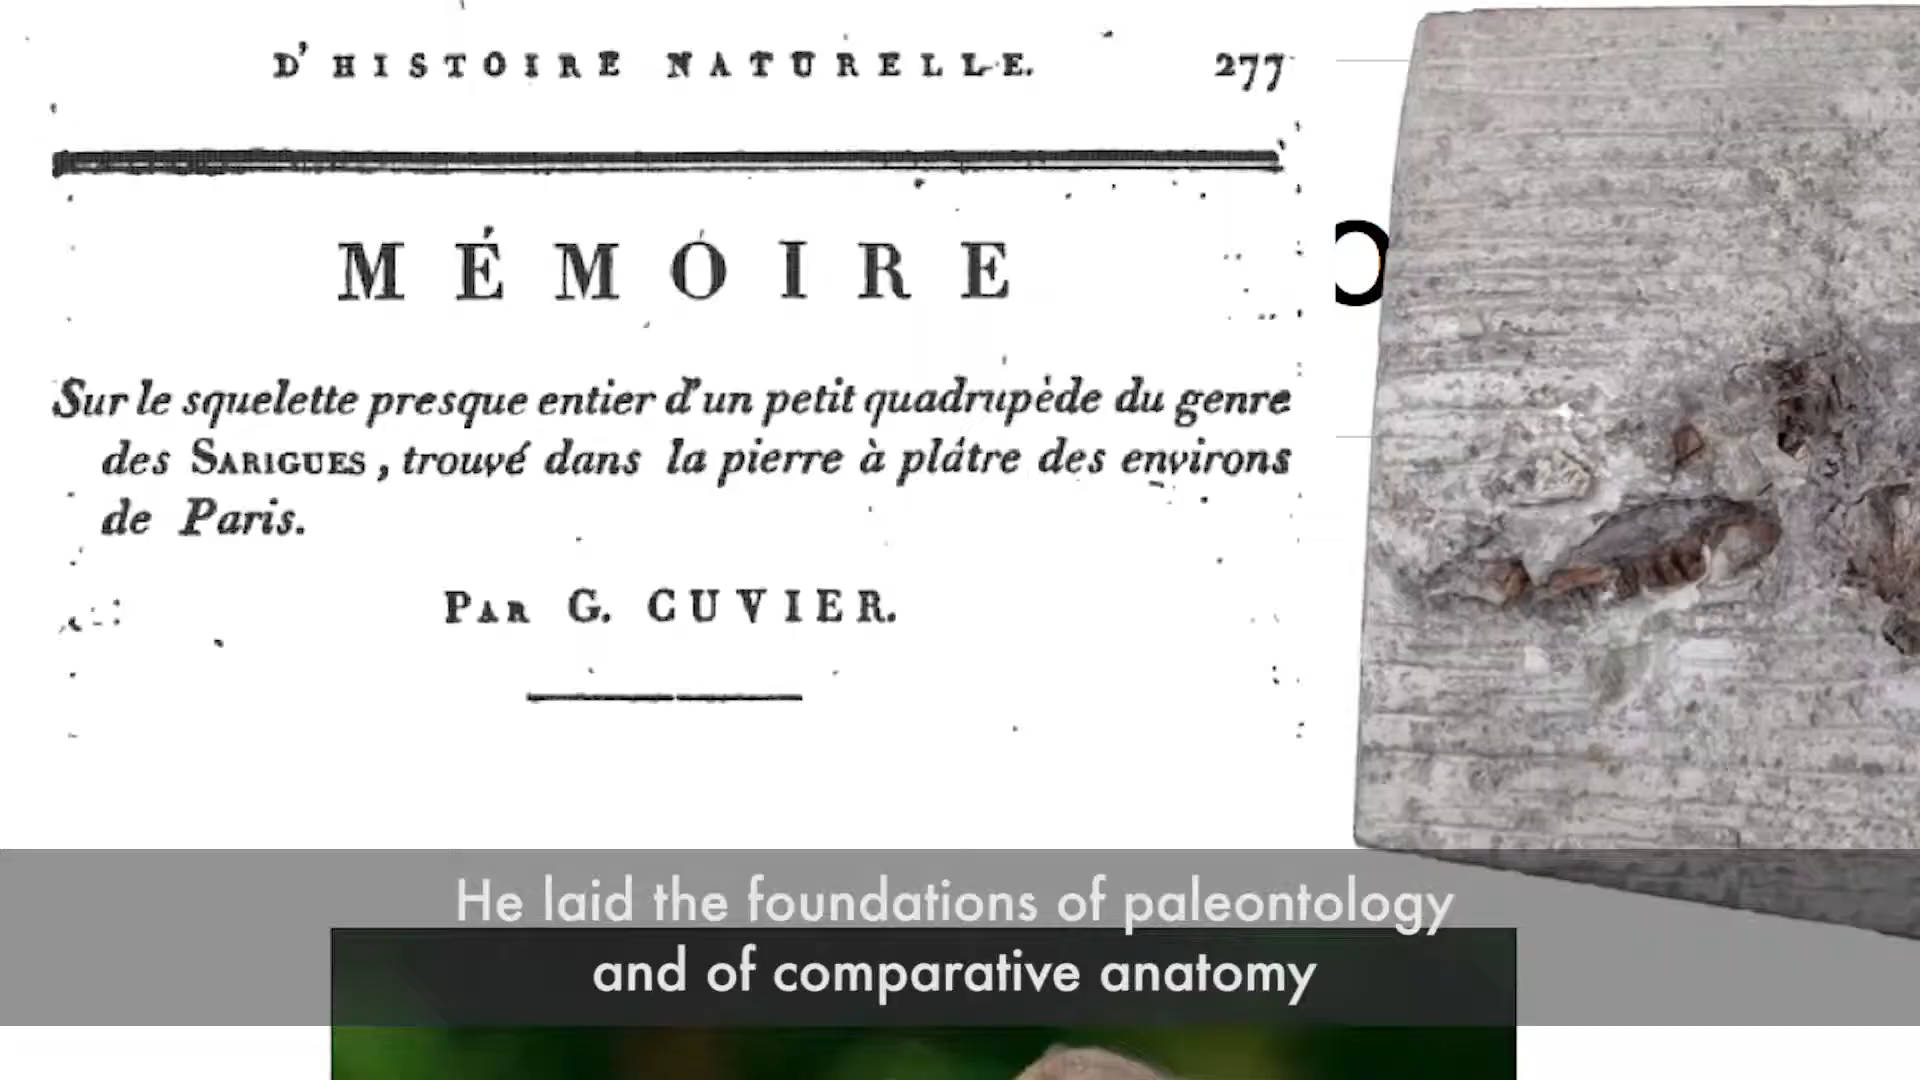 D'HISTOIRE NATURELLE. 277
MÉMOIRE
Sur le squelette presque entier d'un petit quadrupède du genre
des SARIGUES, trouvé dans la pierre à plâtre des environs
de Paris.
PAR G. CUVIER.
He laid the foundations of paleontology
and of comparative anatomy